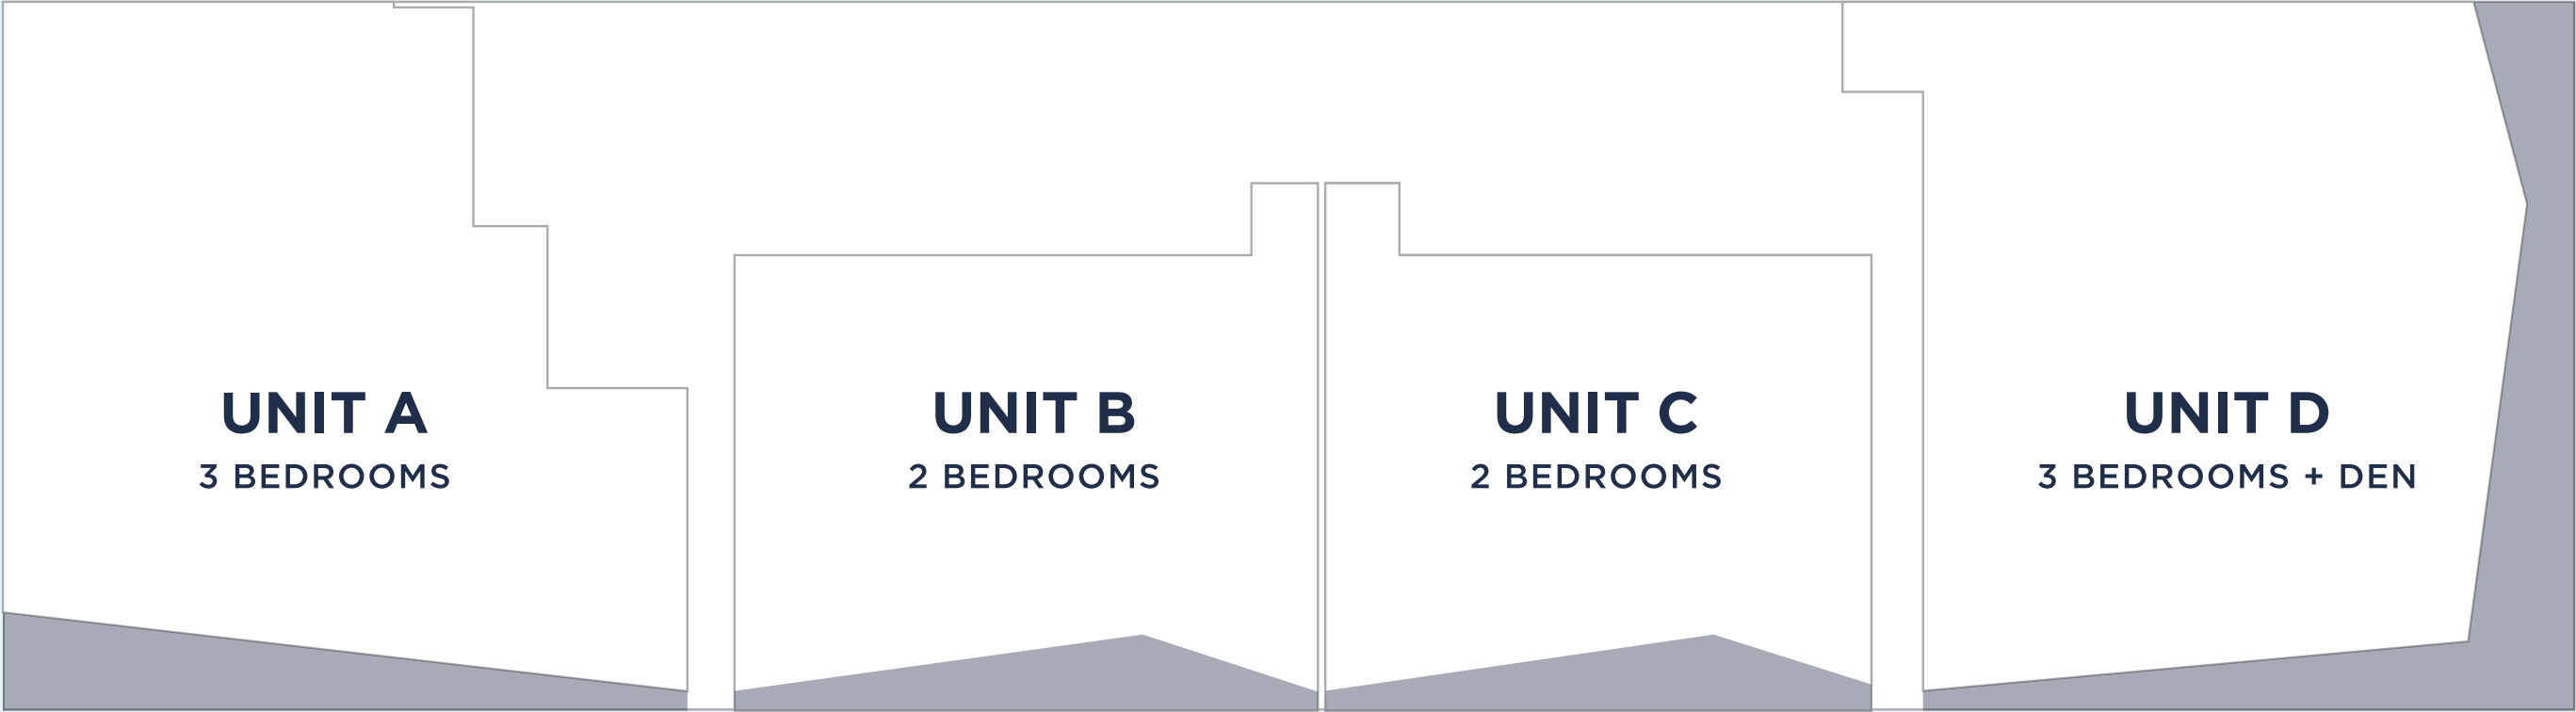 UNIT A
3 BEDROOMS
UNIT B
2 BEDROOMS
UNIT C
2 BEDROOMS
UNIT D
3 BEDROOMS + DEN